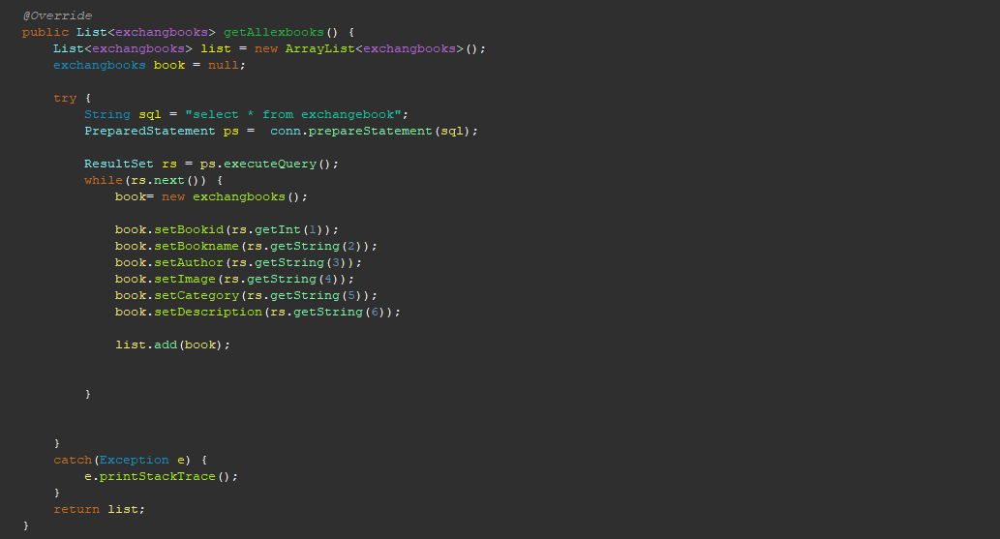 @Override
public List<exchangbooks> getAllexbooks() {
    List<exchangbooks> list = new ArrayList<exchangbooks>();
    exchangbooks book = null;
    try {
        String sql = "select * from exchangebook";
        PreparedStatement ps =  conn.prepareStatement(sql);
        ResultSet rs = ps.executeQuery();
        while(rs.next()) {
            book= new exchangbooks();
            book.setBookid(rs.getInt(1));
            book.setBookname(rs.getString(2));
            book.setAuthor(rs.getString(3));
            book.setImage(rs.getString(4));
            book.setCategory(rs.getString(5));
            book.setDescription(rs.getString(6));
            list.add(book);
        }
    }
    catch(Exception e) {
        e.printStackTrace();
    }
    return list;
}